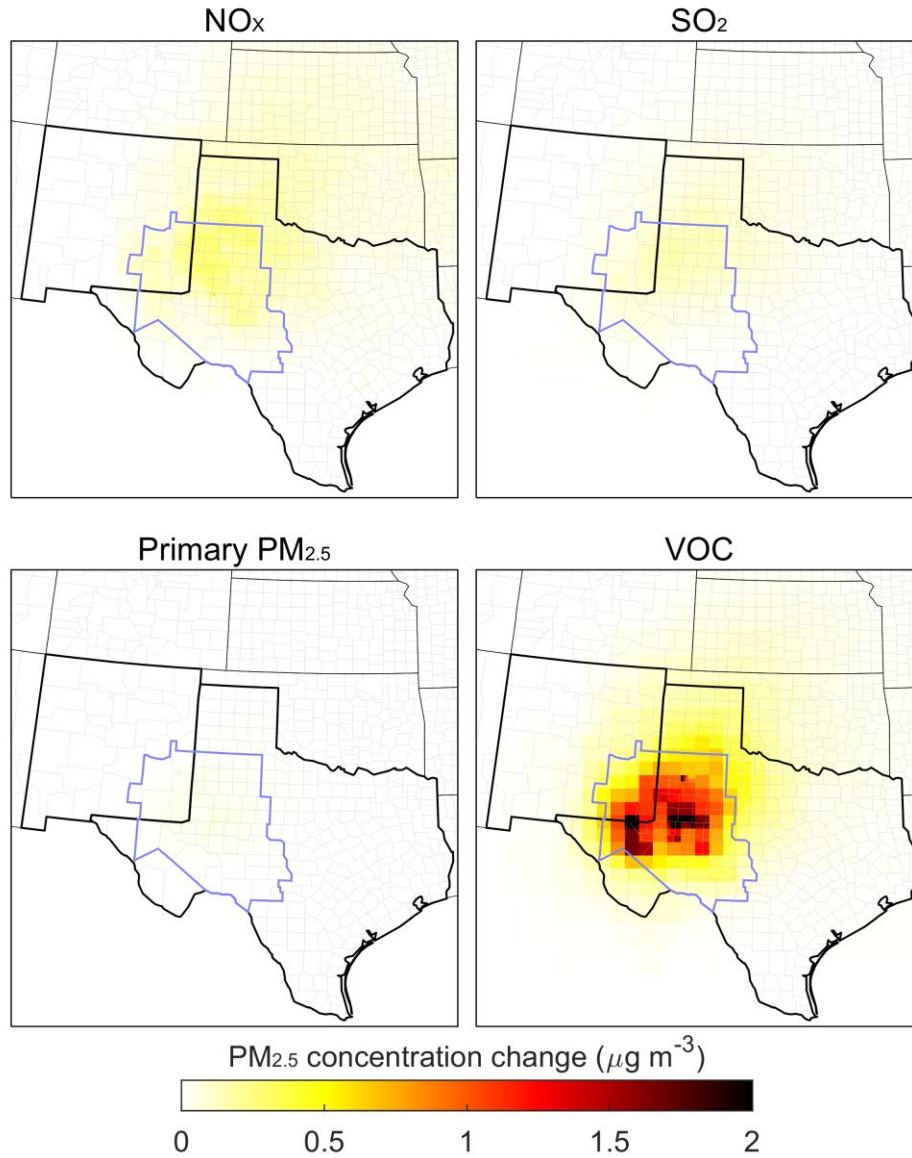 NOx SO₂
Primary PM₂.₅ VOC
PM₂.₅ concentration change (μg m⁻³)
0 0.5 1 1.5 2